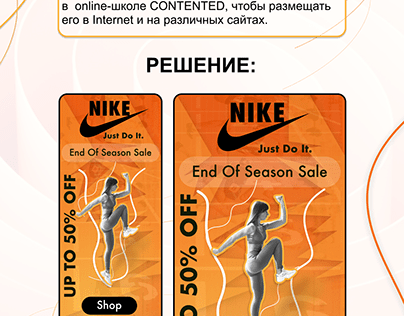 в  online-школе CONTENTED, чтобы размещать
его в Internet и на различных сайтах.
РЕШЕНИЕ:
NIKE
Just Do It.
End Of Season Sale
UP TO 50% OFF
Shop
NIKE
Just Do It.
End Of Season Sale
O 50% OFF